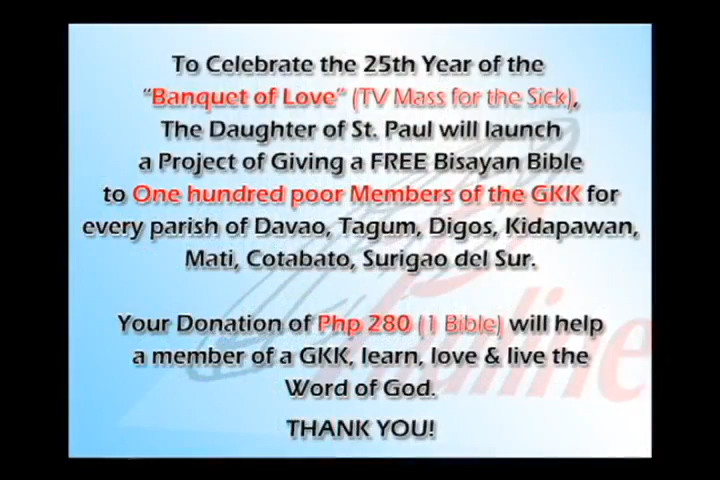 To Celebrate the 25th Year of the
"Banquet of Love" (TV Mass for the Sick),
The Daughter of St. Paul will launch
a Project of Giving a FREE Bisayan Bible
to One hundred poor Members of the GKK for
every parish of Davao, Tagum, Digos, Kidapawan,
Mati, Cotabato, Surigao del Sur.
Your Donation of Php 280 (1 Bible) will help
a member of a GKK, learn, love & live the
Word of God.
THANK YOU!